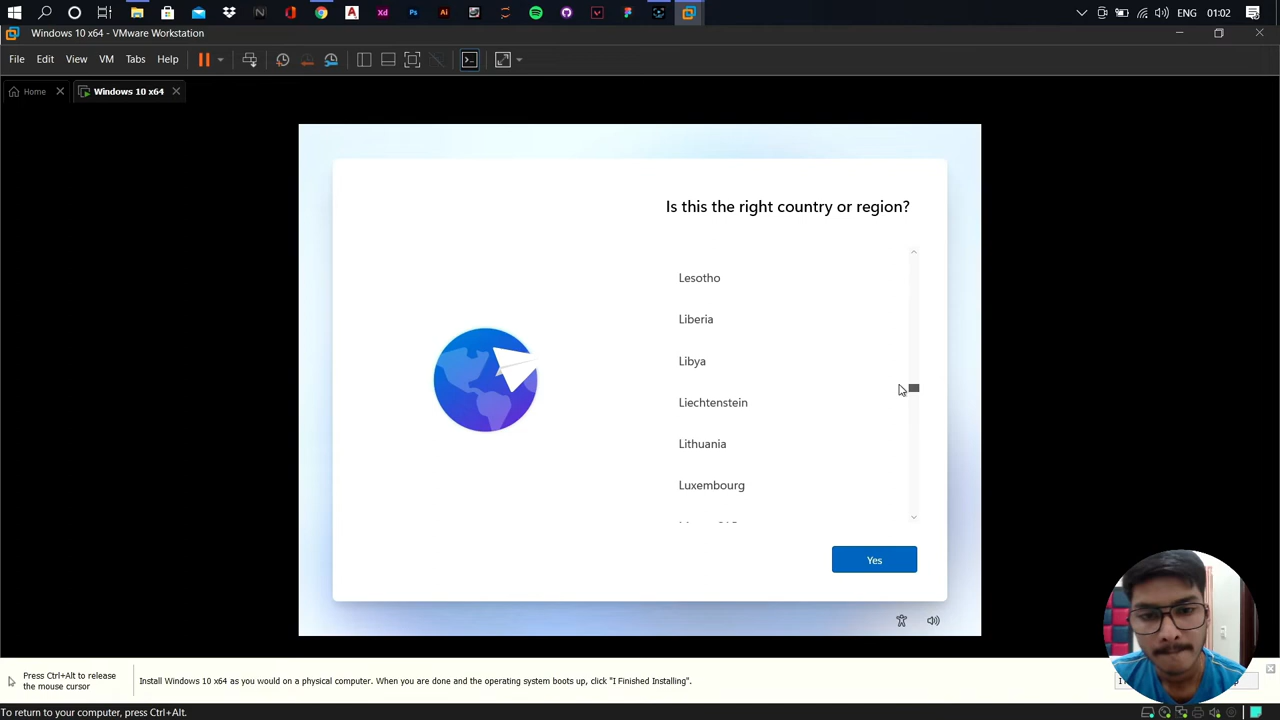 ENG
01:02
Windows 10 x64 - VMware Workstation
File Edit View VM Tabs Help
Home
Windows 10 x64
Is this the right country or region?
Lesotho
Liberia
Libya
Liechtenstein
Lithuania
Luxembourg
Yes
Press Ctrl+Alt to release
the mouse cursor
Install Windows 10 x64 as you would on a physical computer. When you are done and the operating system boots up, click "I Finished Installing".
To return to your computer, press Ctrl+Alt.